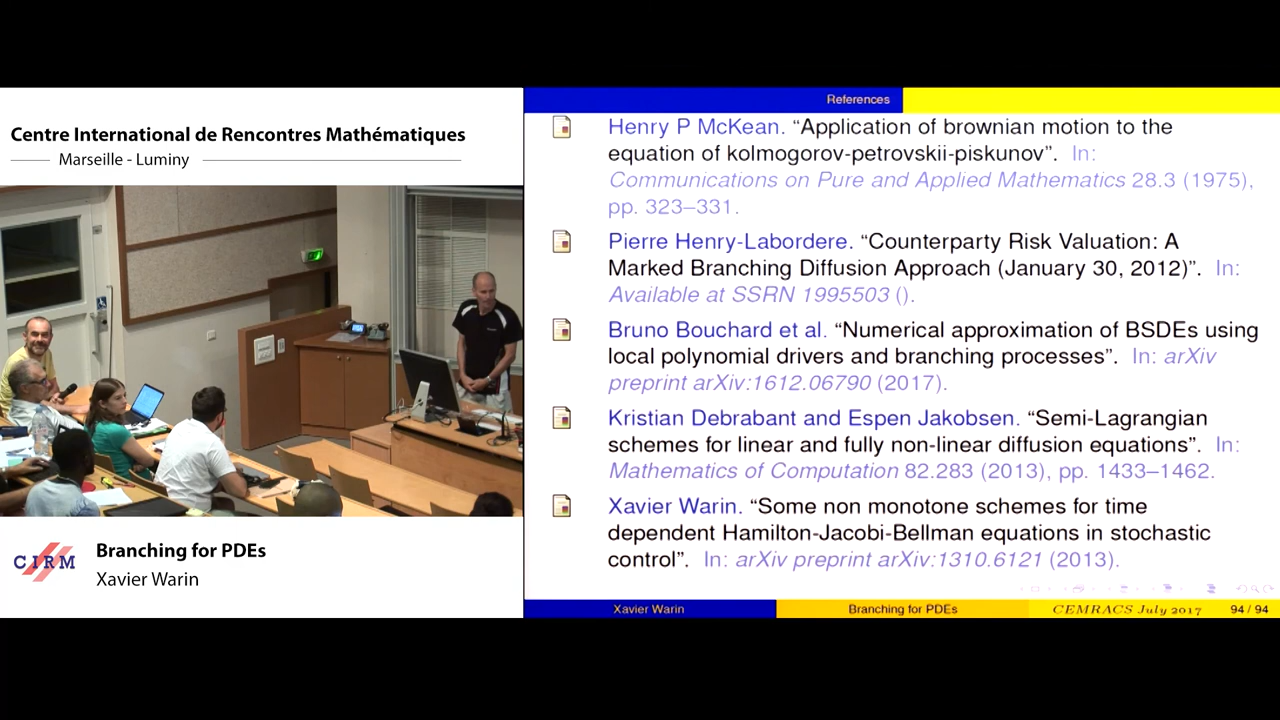 Centre International de Rencontres Mathématiques
Marseille - Luminy
CIRM
Branching for PDEs
Xavier Warin
References
Henry P McKean. “Application of brownian motion to the
equation of kolmogorov-petrovskii-piskunov”. In:
Communications on Pure and Applied Mathematics 28.3 (1975),
pp. 323–331.
Pierre Henry-Labordere. “Counterparty Risk Valuation: A
Marked Branching Diffusion Approach (January 30, 2012)”. In:
Available at SSRN 1995503 ().
Bruno Bouchard et al. “Numerical approximation of BSDEs using
local polynomial drivers and branching processes”. In: arXiv
preprint arXiv:1612.06790 (2017).
Kristian Debrabant and Espen Jakobsen. “Semi-Lagrangian
schemes for linear and fully non-linear diffusion equations”. In:
Mathematics of Computation 82.283 (2013), pp. 1433–1462.
Xavier Warin. “Some non monotone schemes for time
dependent Hamilton-Jacobi-Bellman equations in stochastic
control”. In: arXiv preprint arXiv:1310.6121 (2013).
Xavier Warin Branching for PDEs CEMRACS July 2017 94 / 94